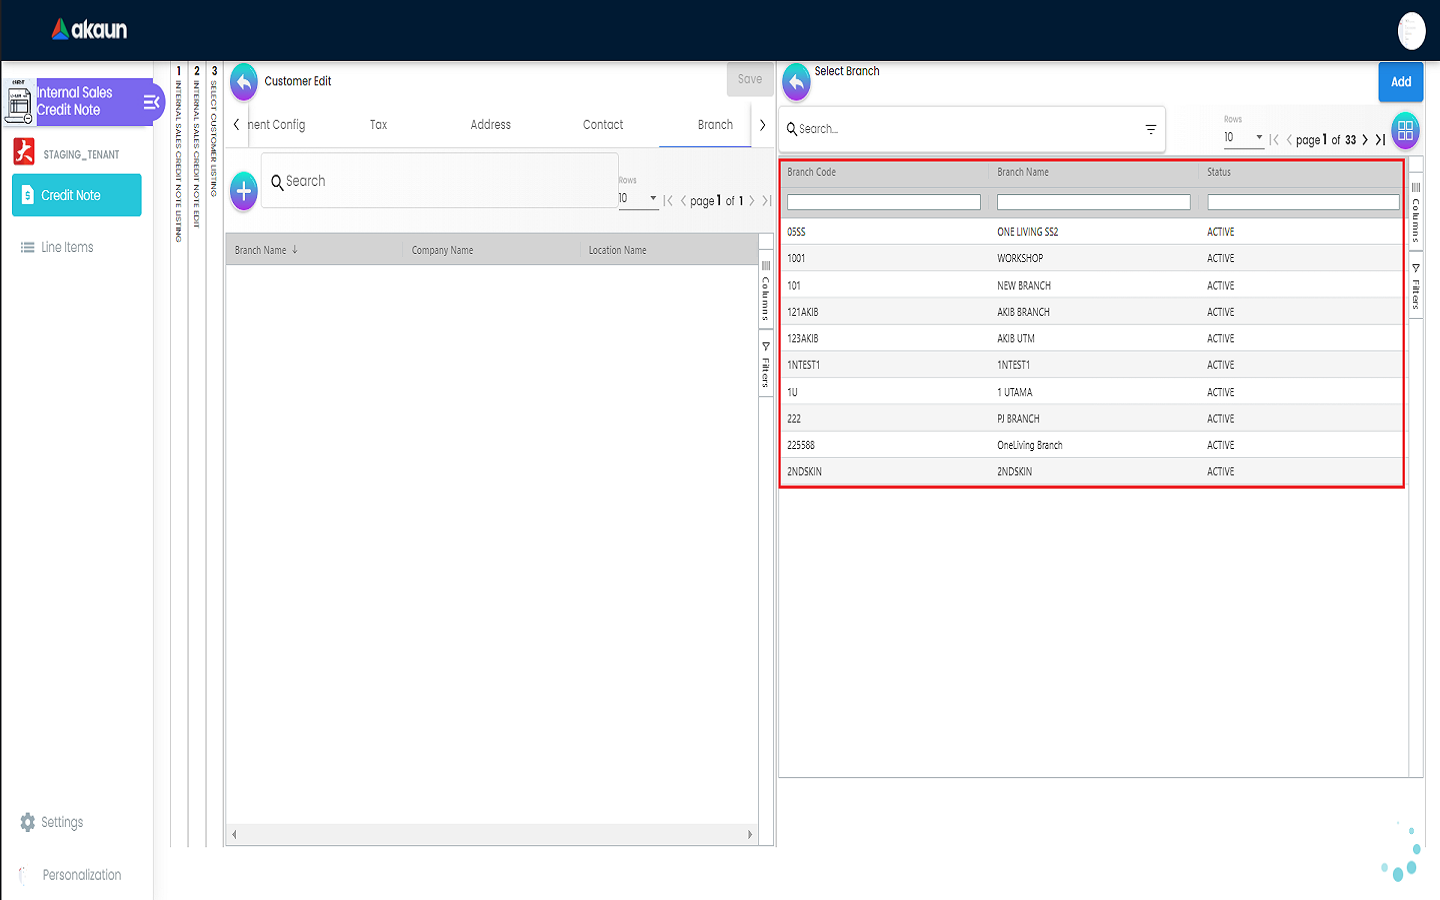 akaun
Internal Sales
Credit Note
STAGING_TENANT
Credit Note
Line Items
Settings
Personalization
1 INTERNAL SALES CREDIT NOTE LISTING
2 INTERNAL SALES CREDIT NOTE EDIT
3 SELECT CUSTOMER LISTING
Customer Edit
Save
ment Config Tax Address Contact Branch
Search
Rows
10
page 1 of 1
Branch Name Company Name Location Name
Columns
Filters
Select Branch
Add
Search...
Rows
10
page 1 of 33
Branch Code Branch Name Status
05SS ONE LIVING SS2 ACTIVE
1001 WORKSHOP ACTIVE
101 NEW BRANCH ACTIVE
121AKIB AKIB BRANCH ACTIVE
123AKIB AKIB UTM ACTIVE
1NTEST1 1NTEST1 ACTIVE
1U 1 UTAMA ACTIVE
222 PJ BRANCH ACTIVE
225588 OneLiving Branch ACTIVE
2NDSKIN 2NDSKIN ACTIVE
Columns
Filters